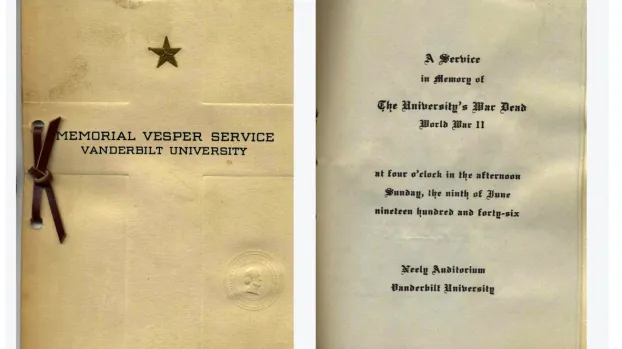 MEMORIAL VESPER SERVICE
VANDERBILT UNIVERSITY
A Service
in Memory of
The University's War Dead
World War II
at four o'clock in the afternoon
Sunday, the ninth of June
nineteen hundred and forty-six
Neely Auditorium
Vanderbilt University